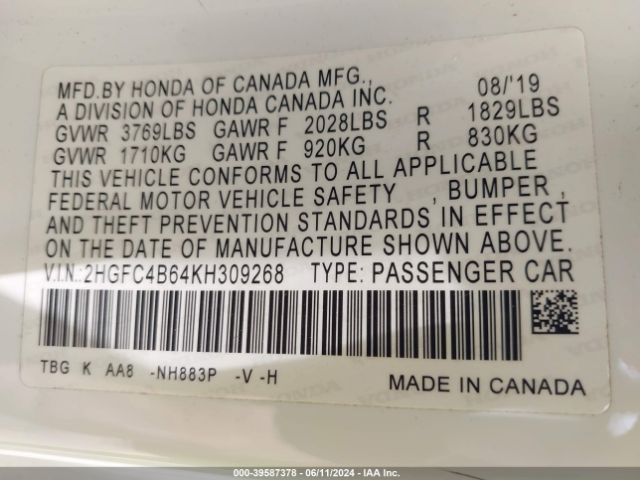 MFD.BY HONDA OF CANADA MFG., 08/'19
A DIVISION OF HONDA CANADA INC.
GVWR 3769LBS GAWR F 2028LBS R 1829LBS
GVWR 1710KG GAWR F 920KG R 830KG
THIS VEHICLE CONFORMS TO ALL APPLICABLE
FEDERAL MOTOR VEHICLE SAFETY , BUMPER ,
AND THEFT PREVENTION STANDARDS IN EFFECT
ON THE DATE OF MANUFACTURE SHOWN ABOVE.
V.I.N.:2HGFC4B64KH309268 TYPE: PASSENGER CAR
TBG K AA8 -NH883P -V -H
MADE IN CANADA
000 - 39587378 - 06/11/2024 - IAA Inc.